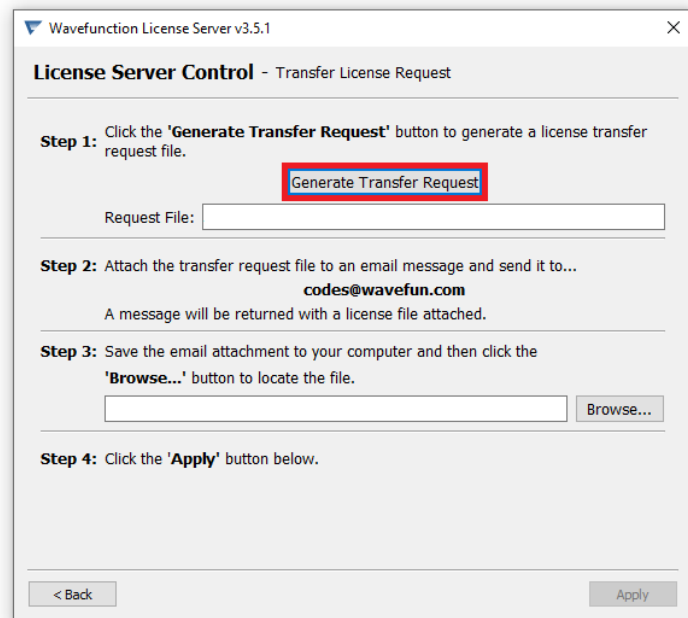 Wavefunction License Server v3.5.1
License Server Control - Transfer License Request
Step 1: Click the 'Generate Transfer Request' button to generate a license transfer
request file.
Generate Transfer Request
Request File:
Step 2: Attach the transfer request file to an email message and send it to...
codes@wavefun.com
A message will be returned with a license file attached.
Step 3: Save the email attachment to your computer and then click the
'Browse...' button to locate the file.
Browse...
Step 4: Click the 'Apply' button below.
< Back
Apply